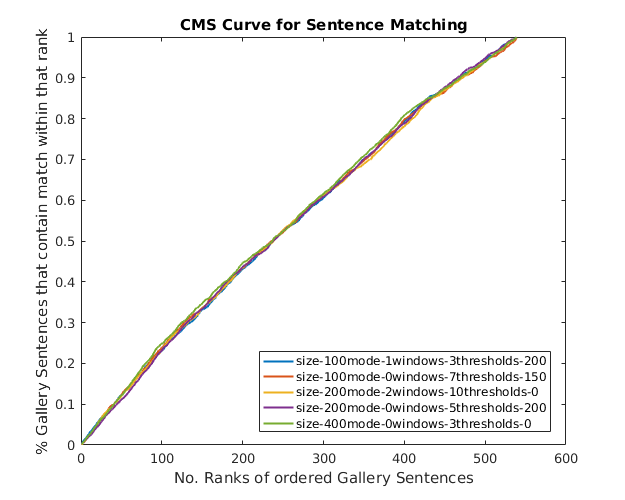 CMS Curve for Sentence Matching
% Gallery Sentences that contain match within that rank
1
0.9
0.8
0.7
0.6
0.5
0.4
0.3
0.2
0.1
0
0 100 200 300 400 500 600
No. Ranks of ordered Gallery Sentences
size-100mode-1windows-3thresholds-200
size-100mode-0windows-7thresholds-150
size-200mode-2windows-10thresholds-0
size-200mode-0windows-5thresholds-200
size-400mode-0windows-3thresholds-0